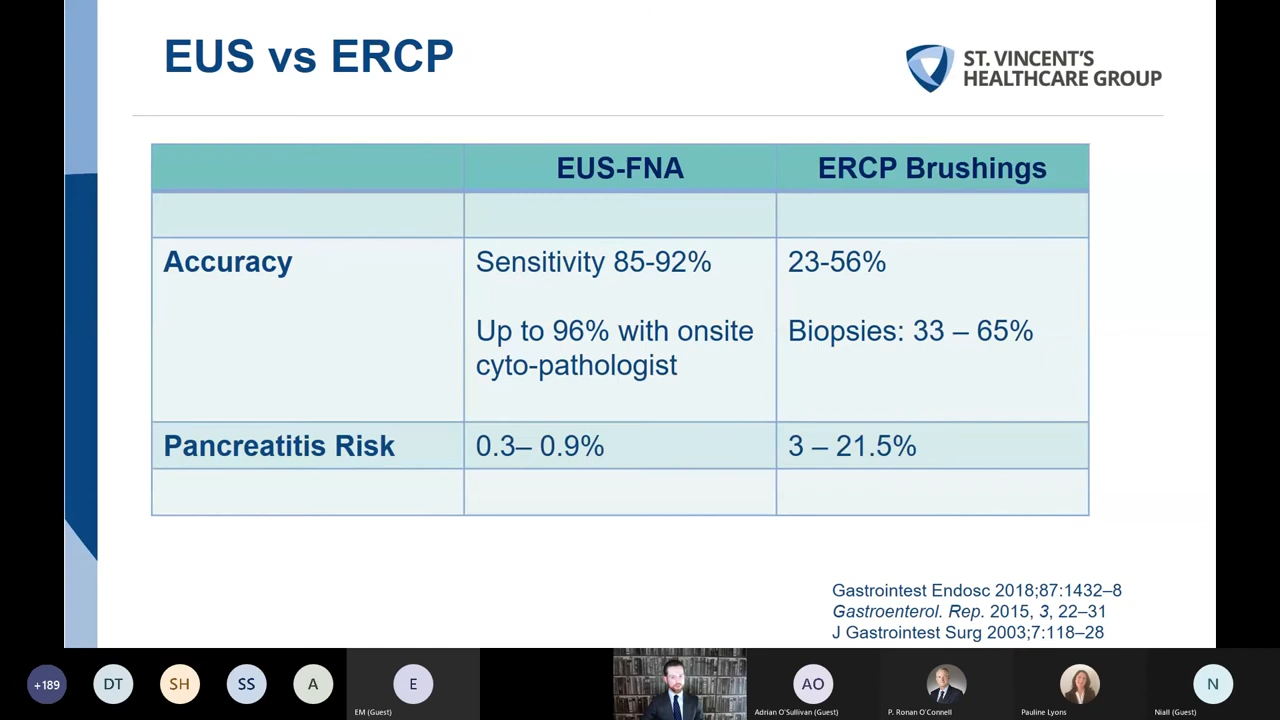 EUS vs ERCP
ST. VINCENT'S
HEALTHCARE GROUP
EUS-FNA
ERCP Brushings
Accuracy
Sensitivity 85-92%
23-56%
Up to 96% with onsite
cyto-pathologist
Biopsies: 33 – 65%
Pancreatitis Risk
0.3– 0.9%
3 – 21.5%
Gastrointest Endosc 2018;87:1432–8
Gastroenterol. Rep. 2015, 3, 22–31
J Gastrointest Surg 2003;7:118–28
+189
DT
SH
SS
A
E
EM (Guest)
AO
Adrian O'Sullivan (Guest)
P. Ronan O'Connell
Pauline Lyons
N
Niall (Guest)